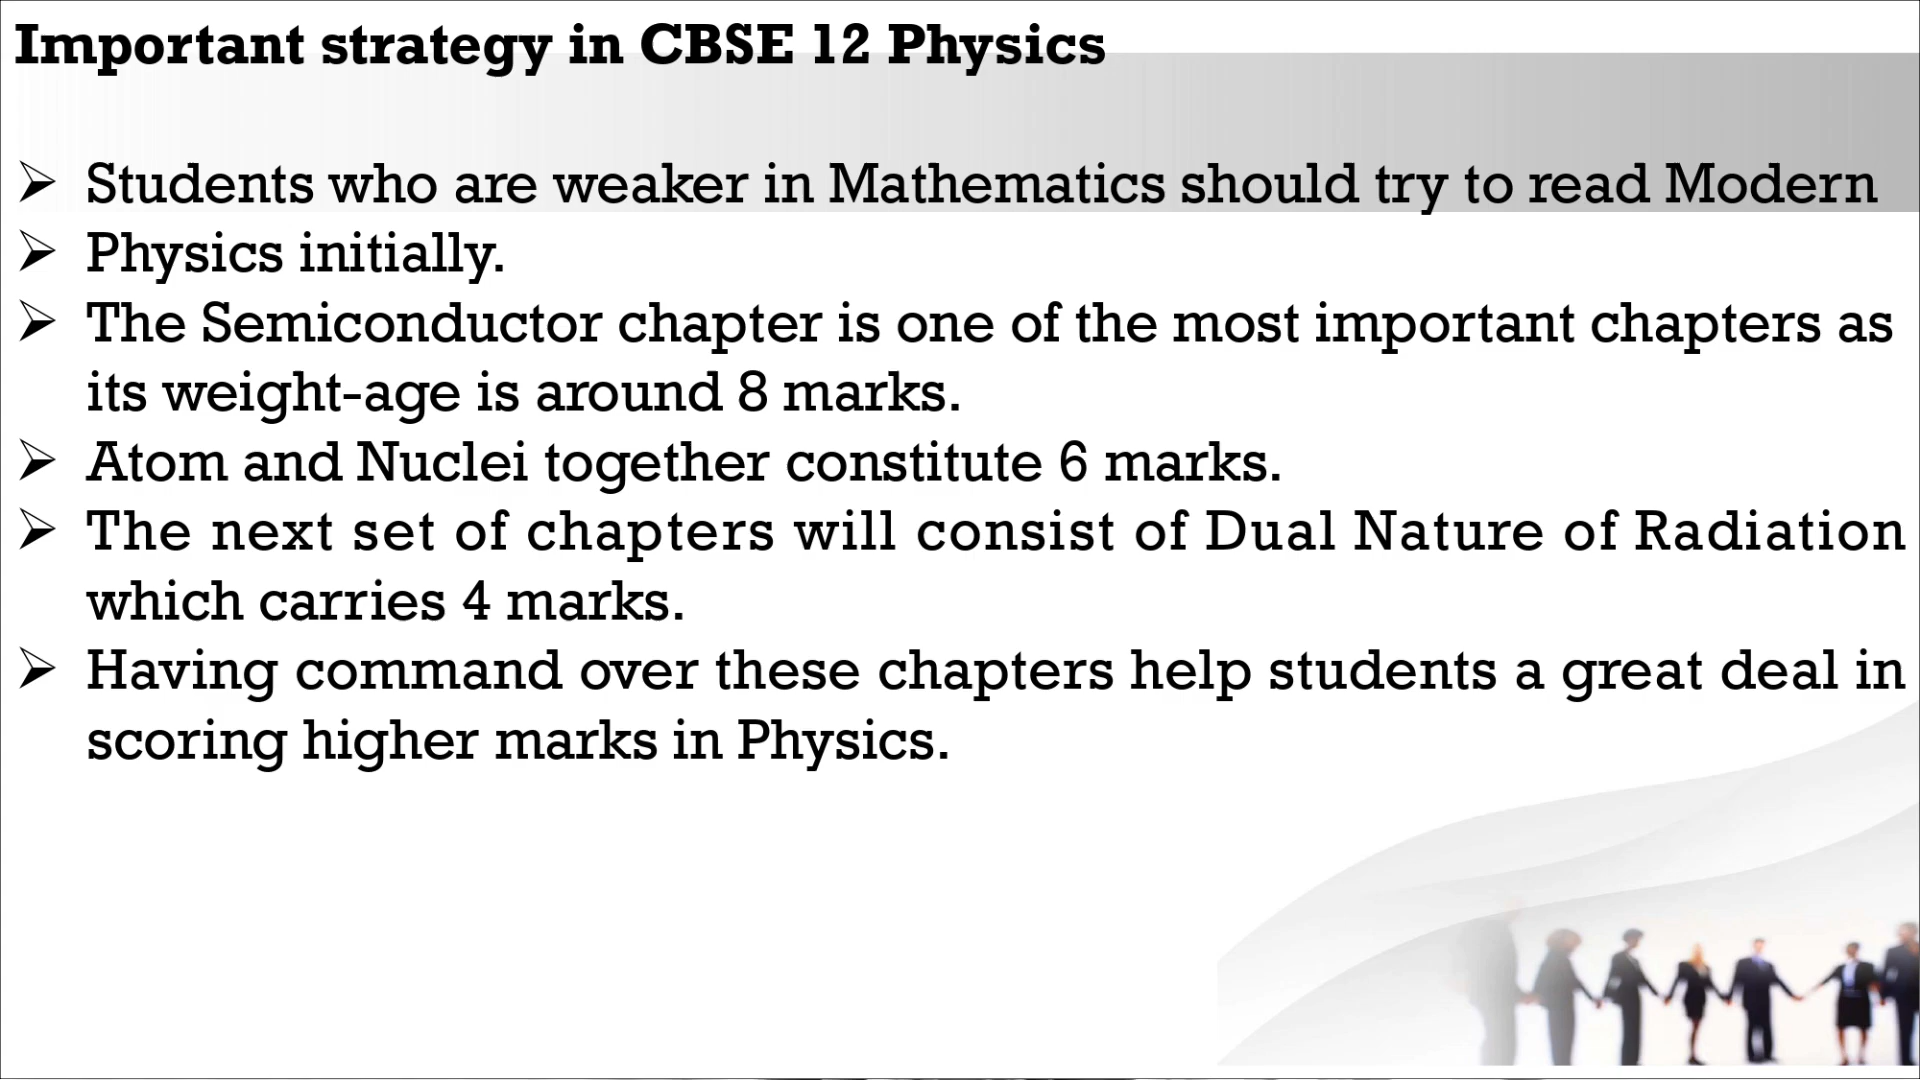 Important strategy in CBSE 12 Physics
➢ Students who are weaker in Mathematics should try to read Modern
➢ Physics initially.
➢ The Semiconductor chapter is one of the most important chapters as
its weight-age is around 8 marks.
➢ Atom and Nuclei together constitute 6 marks.
➢ The next set of chapters will consist of Dual Nature of Radiation
which carries 4 marks.
➢ Having command over these chapters help students a great deal in
scoring higher marks in Physics.